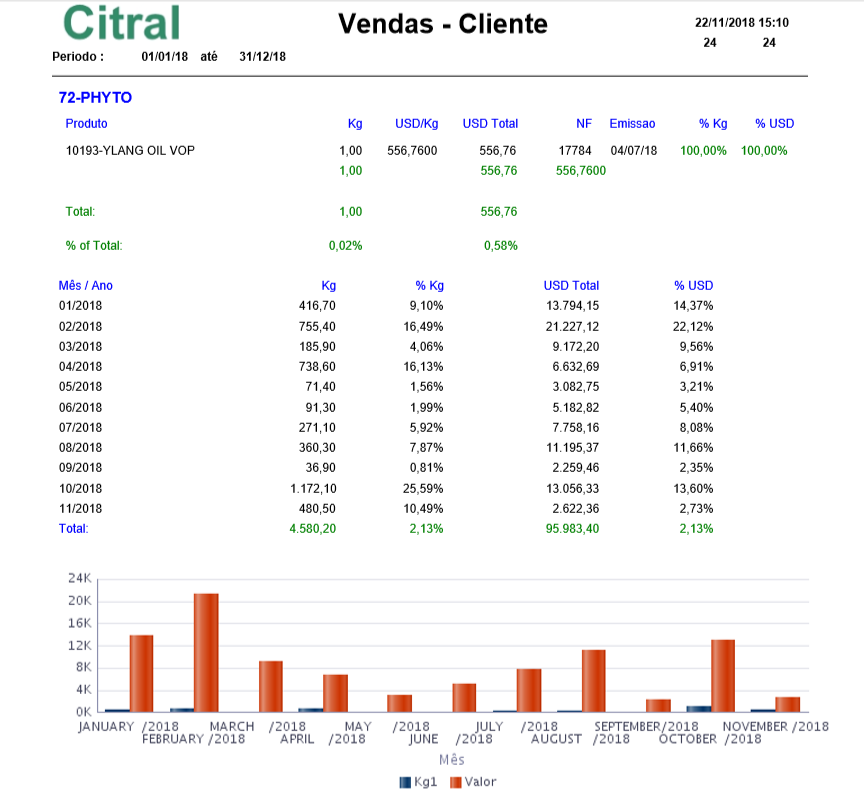 Citral
Vendas - Cliente
22/11/2018 15:10
24 24
Periodo : 01/01/18 até 31/12/18
72-PHYTO
Produto Kg USD/Kg USD Total NF Emissao % Kg % USD
10193-YLANG OIL VOP 1,00 556,7600 556,76 17784 04/07/18 100,00% 100,00%
1,00 556,76 556,7600
Total: 1,00 556,76
% of Total: 0,02% 0,58%
Mês / Ano Kg % Kg USD Total % USD
01/2018 416,70 9,10% 13.794,15 14,37%
02/2018 755,40 16,49% 21.227,12 22,12%
03/2018 185,90 4,06% 9.172,20 9,56%
04/2018 738,60 16,13% 6.632,69 6,91%
05/2018 71,40 1,56% 3.082,75 3,21%
06/2018 91,30 1,99% 5.182,82 5,40%
07/2018 271,10 5,92% 7.758,16 8,08%
08/2018 360,30 7,87% 11.195,37 11,66%
09/2018 36,90 0,81% 2.259,46 2,35%
10/2018 1.172,10 25,59% 13.056,33 13,60%
11/2018 480,50 10,49% 2.622,36 2,73%
Total: 4.580,20 2,13% 95.983,40 2,13%
24K
20K
16K
12K
8K
4K
0K
JANUARY /2018 MARCH /2018 MAY /2018 JULY /2018 SEPTEMBER/2018 NOVEMBER /2018
FEBRUARY /2018 APRIL /2018 JUNE /2018 AUGUST /2018 OCTOBER /2018
Mês
Kg1 Valor